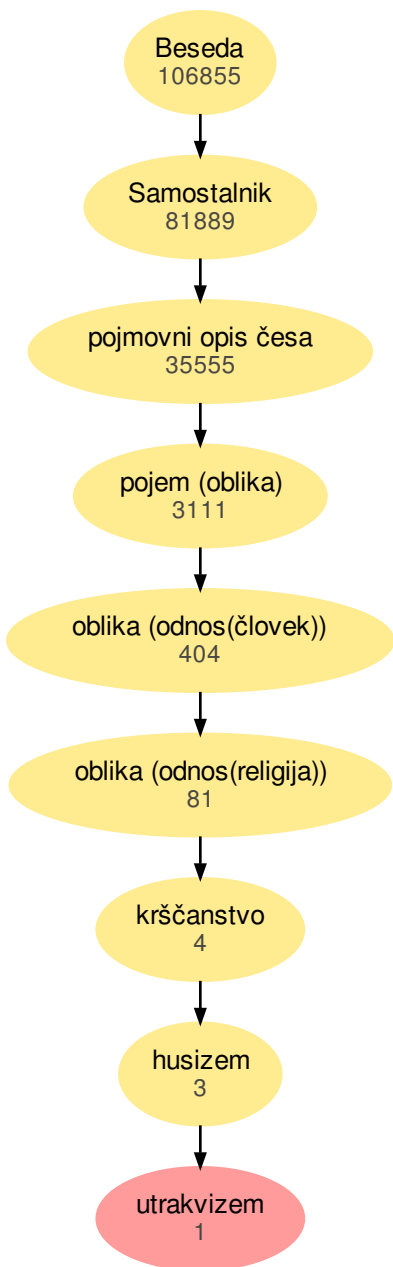 Beseda
106855
Samostalnik
81889
pojmovni opis česa
35555
pojem (oblika)
3111
oblika (odnos(človek))
404
oblika (odnos(religija))
81
krščanstvo
4
husizem
3
utrakvizem
1